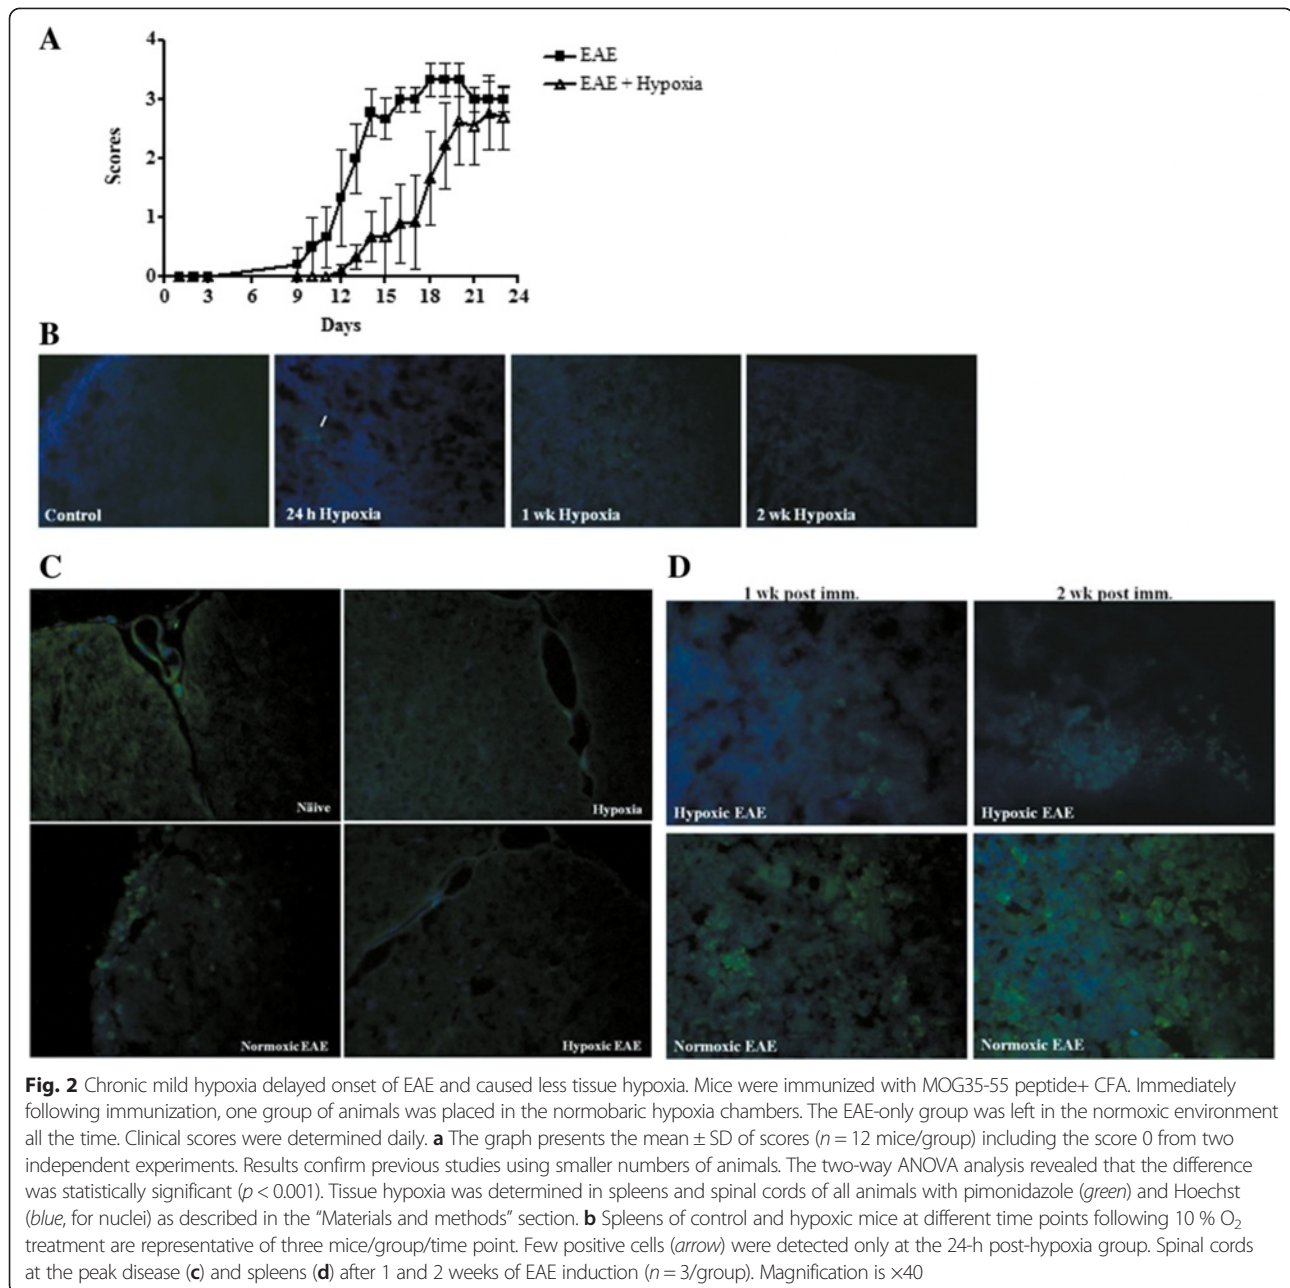 A
4
3
2
1
0
Scores
0 3 6 9 12 15 18 21 24
Days
EAE
EAE + Hypoxia
B
Control
24 h Hypoxia
1 wk Hypoxia
2 wk Hypoxia
C
Näive
Hypoxia
Normoxic EAE
Hypoxic EAE
D
1 wk post imm.
2 wk post imm.
Hypoxic EAE
Hypoxic EAE
Normoxic EAE
Normoxic EAE
Fig. 2 Chronic mild hypoxia delayed onset of EAE and caused less tissue hypoxia. Mice were immunized with MOG35-55 peptide+ CFA. Immediately
following immunization, one group of animals was placed in the normobaric hypoxia chambers. The EAE-only group was left in the normoxic environment
all the time. Clinical scores were determined daily. a The graph presents the mean ± SD of scores (n = 12 mice/group) including the score 0 from two
independent experiments. Results confirm previous studies using smaller numbers of animals. The two-way ANOVA analysis revealed that the difference
was statistically significant (p < 0.001). Tissue hypoxia was determined in spleens and spinal cords of all animals with pimonidazole (green) and Hoechst
(blue, for nuclei) as described in the “Materials and methods” section. b Spleens of control and hypoxic mice at different time points following 10 % O₂
treatment are representative of three mice/group/time point. Few positive cells (arrow) were detected only at the 24-h post-hypoxia group. Spinal cords
at the peak disease (c) and spleens (d) after 1 and 2 weeks of EAE induction (n = 3/group). Magnification is ×40